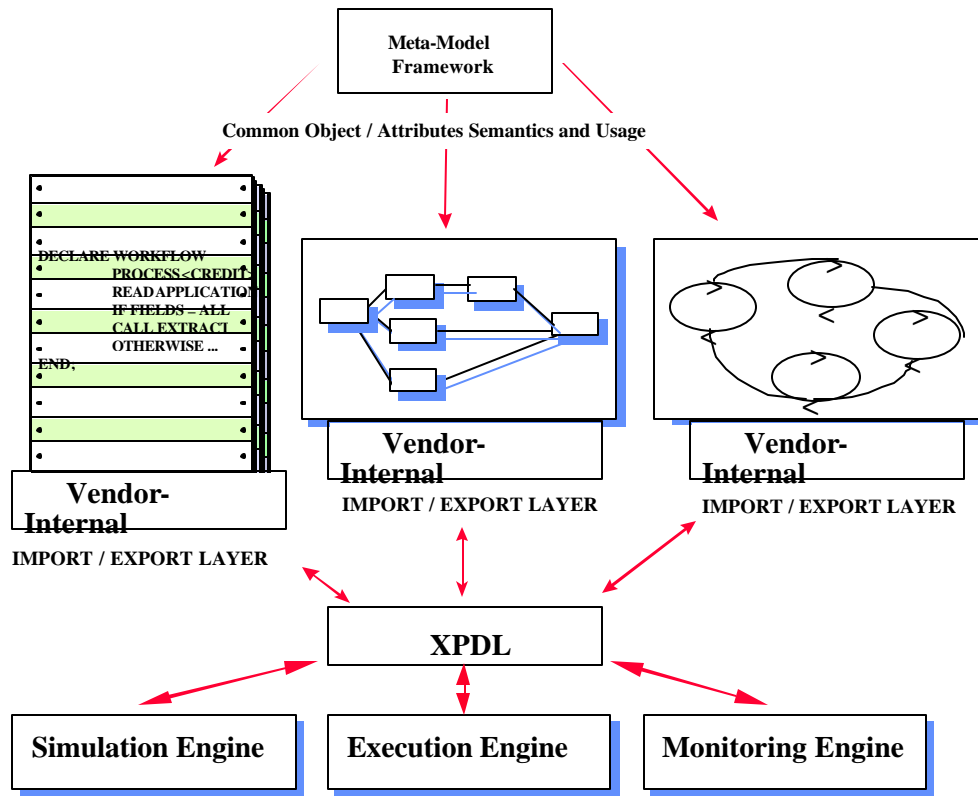 Meta-Model
Framework
Common Object / Attributes Semantics and Usage
DECLARE WORKFLOW
PROCESS <CREDIT>
READ APPLICATION
IF FIELDS = ALL
CALL EXTRACT
OTHERWISE ...
END;
Vendor-
Internal
IMPORT / EXPORT LAYER
Vendor-
Internal
IMPORT / EXPORT LAYER
Vendor-
Internal
IMPORT / EXPORT LAYER
XPDL
Simulation Engine
Execution Engine
Monitoring Engine